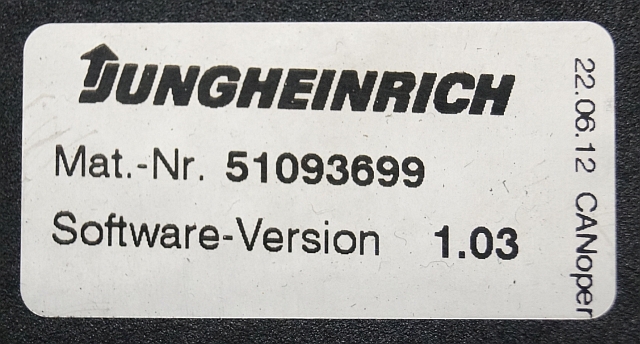 JUNGHEINRICH
Mat.-Nr. 51093699
Software-Version 1.03
22.06.12 CANoper